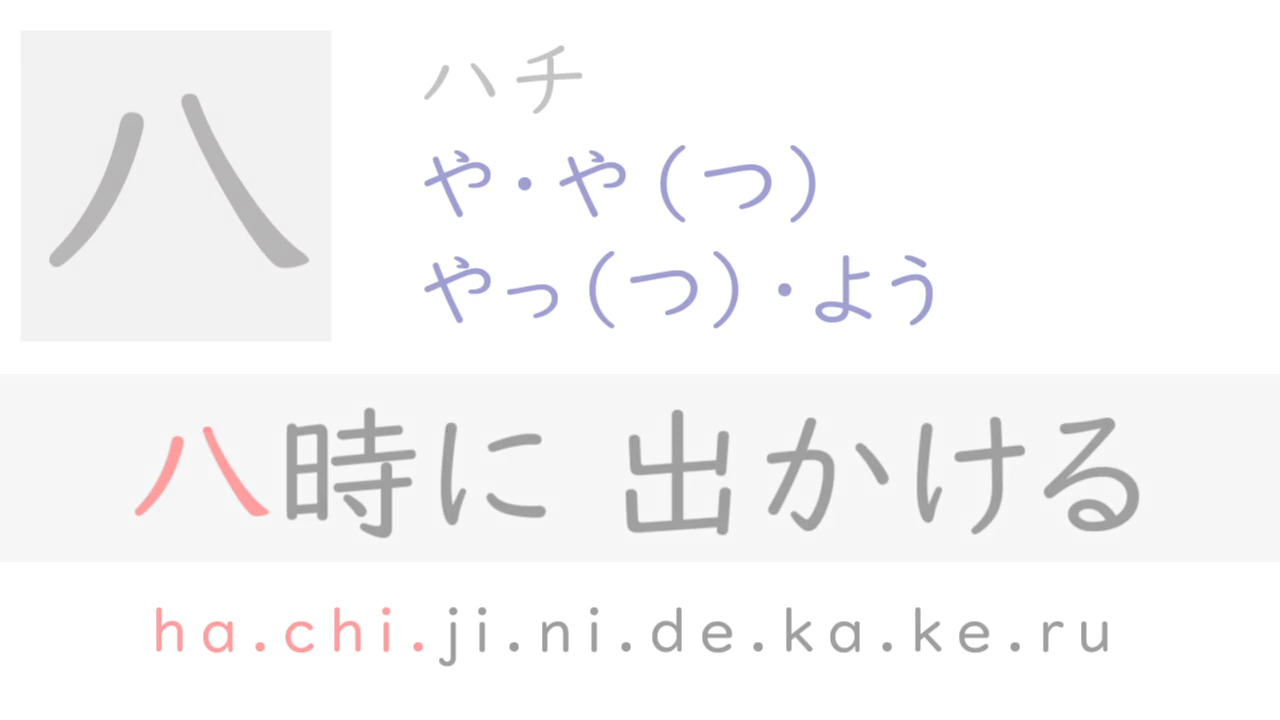 八
ハチ
や・や(つ)
やっ(つ)・よう
八時に 出かける
ha.chi.ji.ni.de.ka.ke.ru